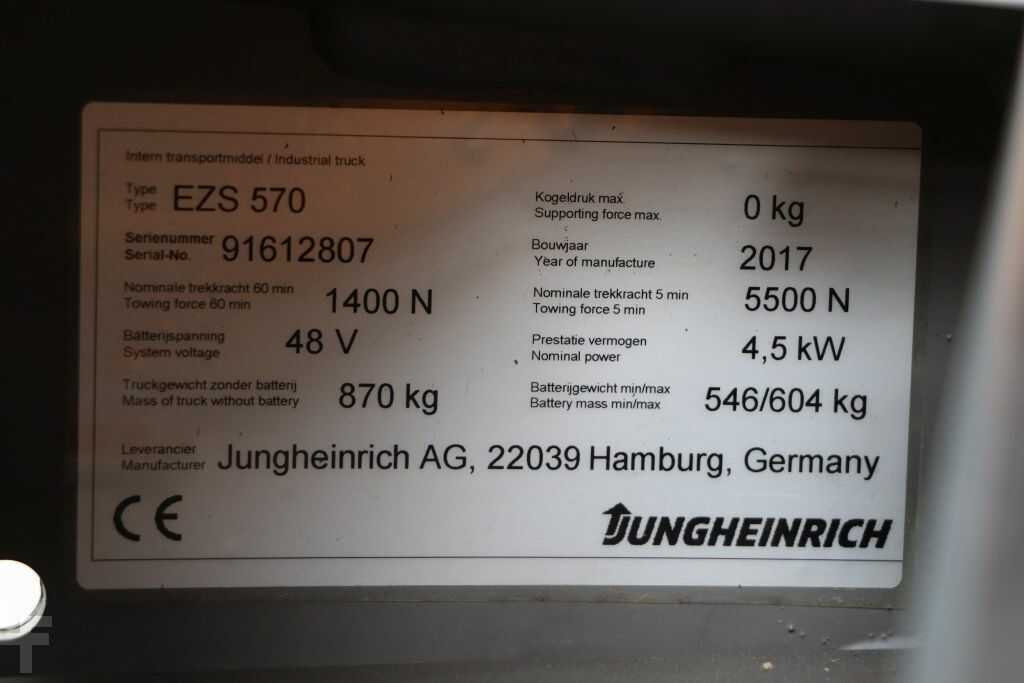 Intern transportmiddel / Industrial truck
Type
Type EZS 570
Kogeldruk max.
Supporting force max. 0 kg
Serienummer
Serial-No. 91612807
Bouwjaar
Year of manufacture 2017
Nominale trekkracht 60 min
Towing force 60 min 1400 N
Nominale trekkracht 5 min
Towing force 5 min 5500 N
Batterijspanning
System voltage 48 V
Prestatie vermogen
Nominal power 4,5 kW
Truckgewicht zonder batterij
Mass of truck without battery 870 kg
Batterijgewicht min/max
Battery mass min/max 546/604 kg
Leverancier
Manufacturer Jungheinrich AG, 22039 Hamburg, Germany
CE
JUNGHEINRICH